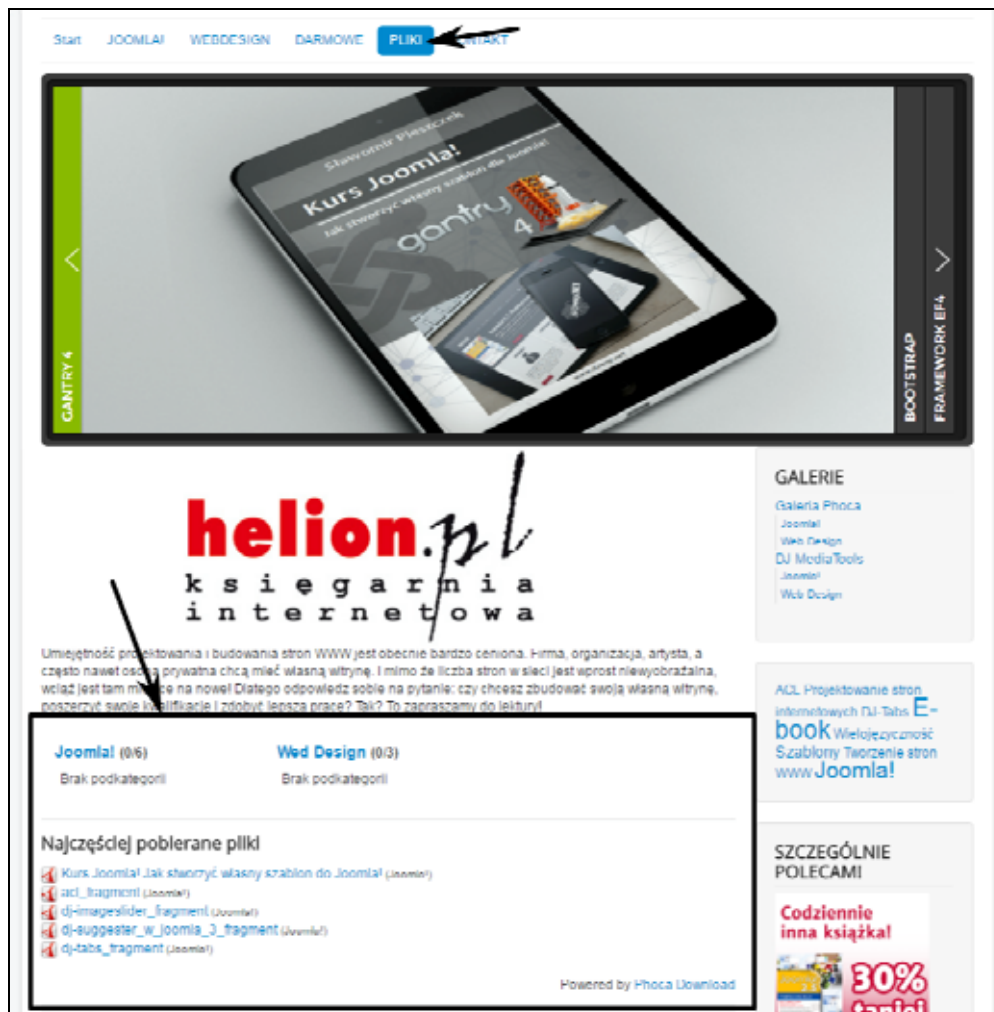 Start JOOMLA! WEBDESIGN DARMOWE PLIKI KONTAKT
Sławomir Pieszczek
Kurs Joomla!
Jak stworzyć własny szablon dla Joomla!
gantry
4
GANTRY 4
BOOTSTRAP
FRAMEWORK EF4
helion.pl
księgarnia
internetowa
Umiejętność projektowania i budowania stron WWW jest obecnie bardzo ceniona. Firma, organizacja, artysta, a
często nawet osoba prywatna chcą mieć własną witrynę. I mimo że liczba stron w sieci jest wprost niewyobrażalna,
wciąż jest tam miejsce na nowe! Dlatego odpowiedz sobie na pytanie: czy chcesz zbudować swoją własną witrynę,
poszerzyć swoje kwalifikacje i zdobyć lepszą pracę? Tak? To zapraszamy do lektury!
Joomla! (0/6)
Brak podkategorii
Wed Design (0/3)
Brak podkategorii
Najczęściej pobierane pliki
Kurs Joomla! Jak stworzyć własny szablon do Joomla! (Joomla!)
acl_fragment (Joomla!)
dj-imageslider_fragment (Joomla!)
dj-suggester_w_joomla_3_fragment (Joomla!)
dj-tabs_fragment (Joomla!)
Powered by Phoca Download
GALERIE
Galeria Phoca
Joomla!
Web Design
DJ-MediaTools
Joomla!
Web Design
ACL Projektowanie stron
internetowych DJ-Tabs E-
book Wielojęzyczność
Szablony Tworzenie stron
www Joomla!
SZCZEGÓLNIE
POLECAMI
Codziennie
inna książka!
30%
taniej